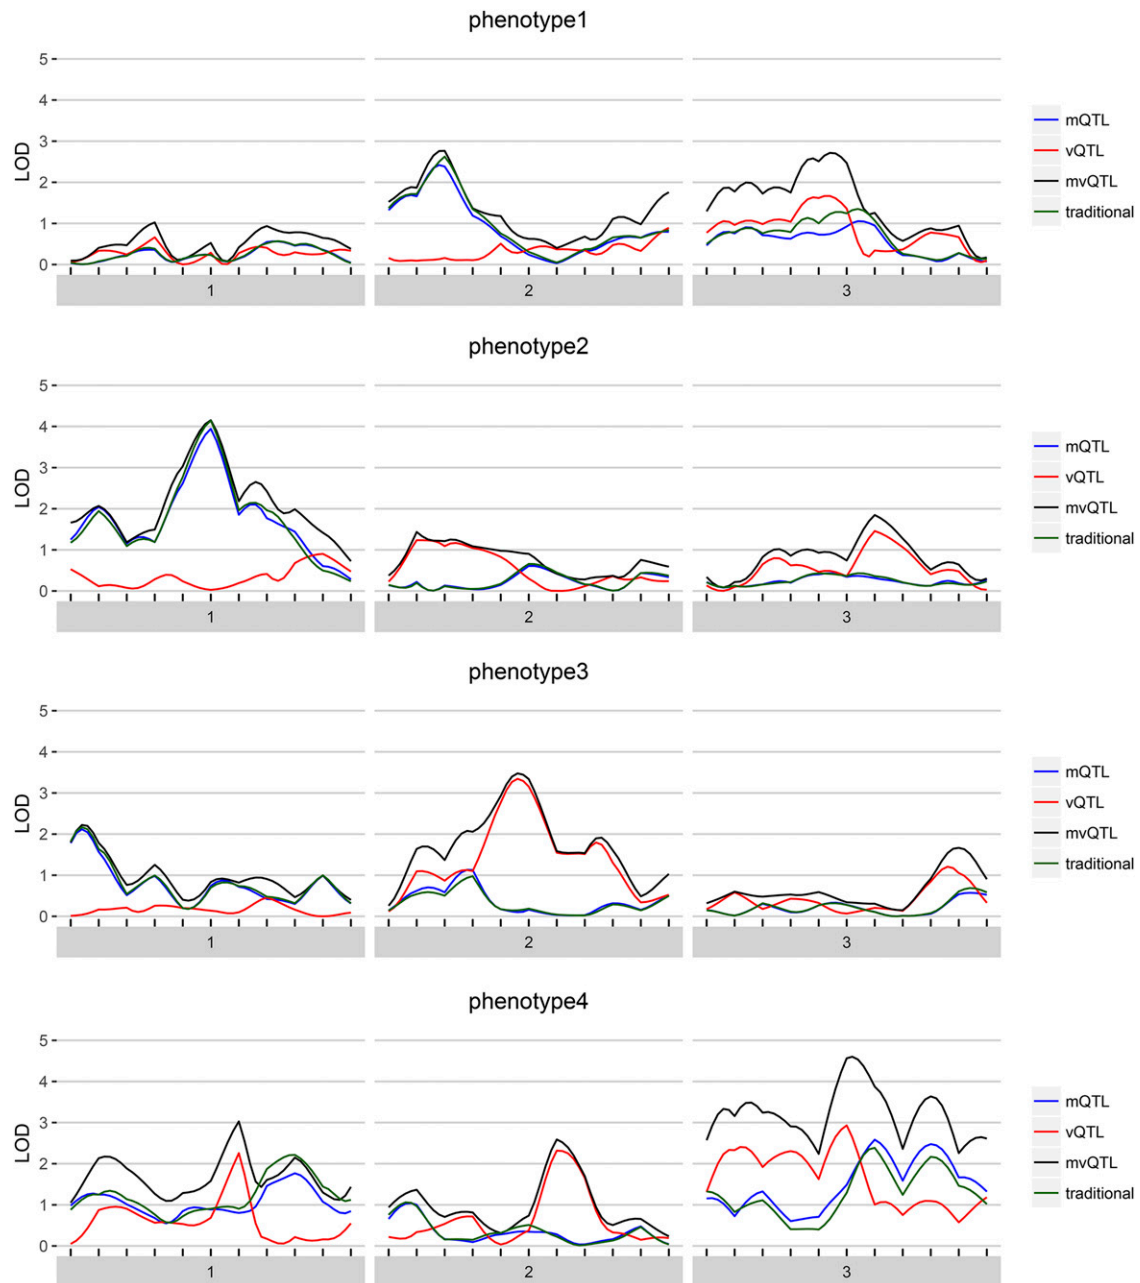 phenotype1
5
4
3
2
1
0
LOD
1
2
3
mQTL
vQTL
mvQTL
traditional
phenotype2
5
4
3
2
1
0
LOD
1
2
3
mQTL
vQTL
mvQTL
traditional
phenotype3
5
4
3
2
1
0
LOD
1
2
3
mQTL
vQTL
mvQTL
traditional
phenotype4
5
4
3
2
1
0
LOD
1
2
3
mQTL
vQTL
mvQTL
traditional